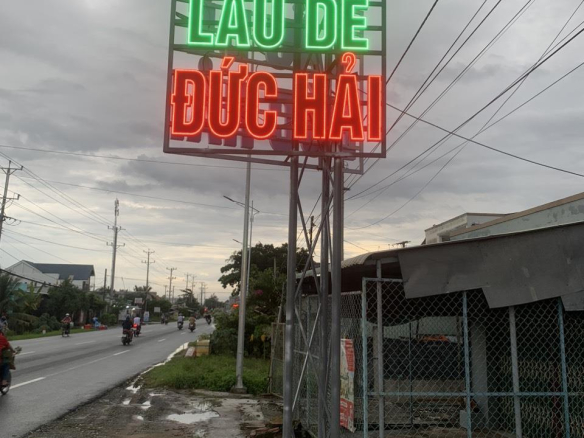 LẨU DÊ
ĐỨC HẢI